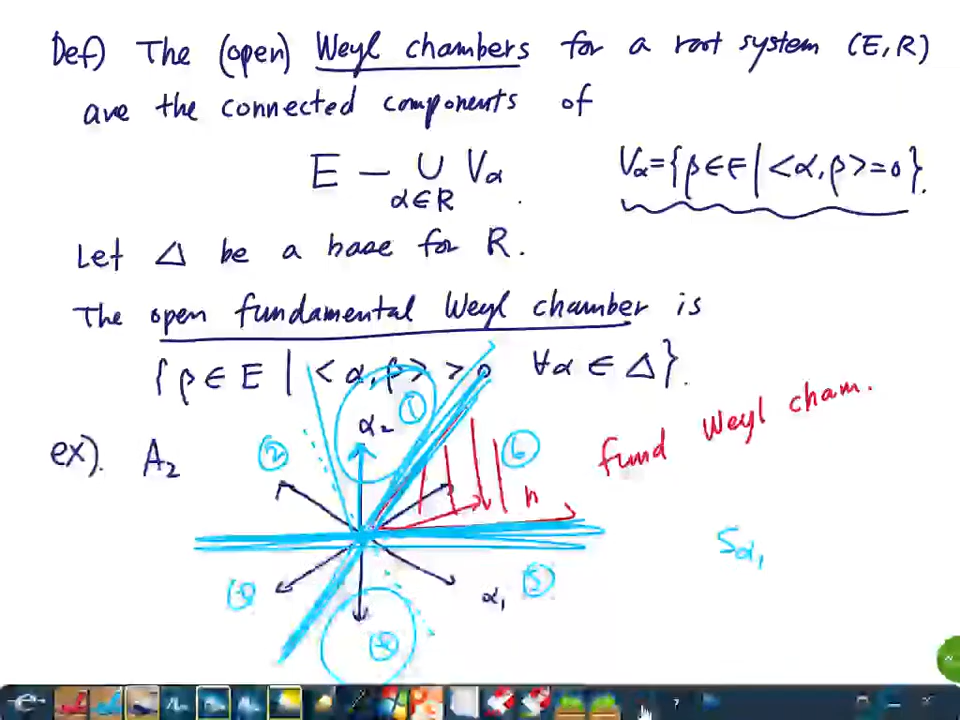 Def) The (open) Weyl chambers for a root system (E, R)
are the connected components of
E − ∪ Vα
α∈R
Vα={β∈E|<α,β>=0}.
Let Δ be a base for R.
The open fundamental Weyl chamber is
{β∈E | <α,β> > 0 ∀α∈Δ}.
ex). A2
α2
①
②
⑥
fund Weyl cham.
Sα1
α1
⑤
④